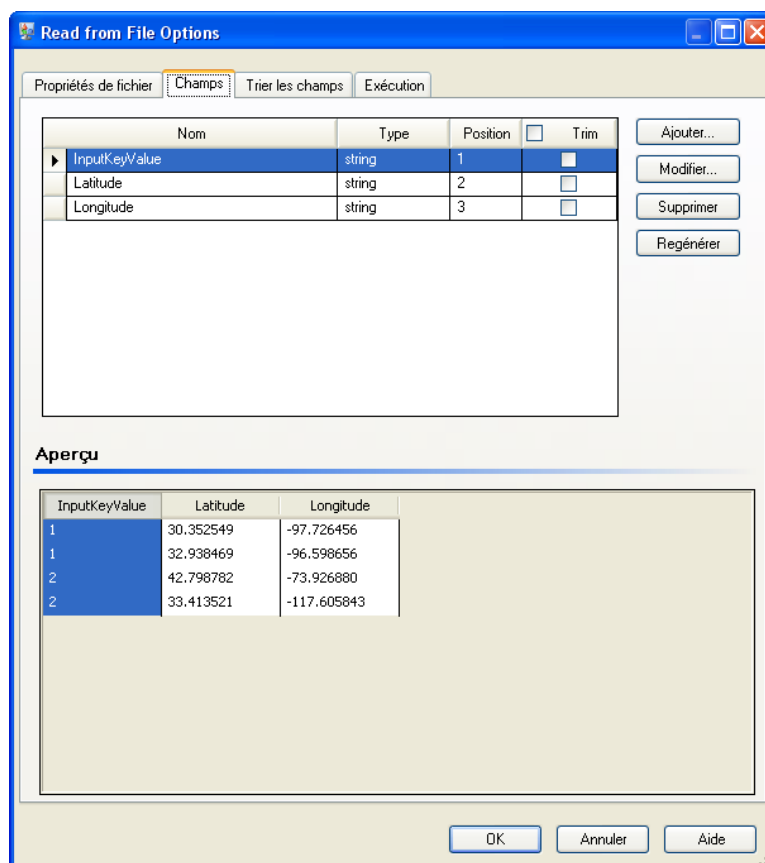 Read from File Options
Propriétés de fichier Champs Trier les champs Exécution
Nom Type Position Trim Ajouter...
InputKeyValue string 1
Modifier...
Latitude string 2
Longitude string 3 Supprimer
Regénérer
Aperçu
InputKeyValue Latitude Longitude
1 30.352549 -97.726456
1 32.938469 -96.598656
2 42.798782 -73.926880
2 33.413521 -117.605843
OK Annuler Aide